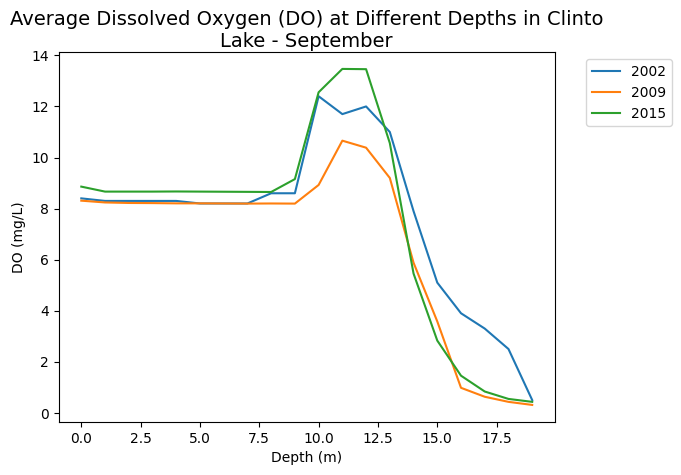 Average Dissolved Oxygen (DO) at Different Depths in Clinto
Lake - September
14
12
10
8
6
4
2
0
DO (mg/L)
0.0 2.5 5.0 7.5 10.0 12.5 15.0 17.5
Depth (m)
2002
2009
2015